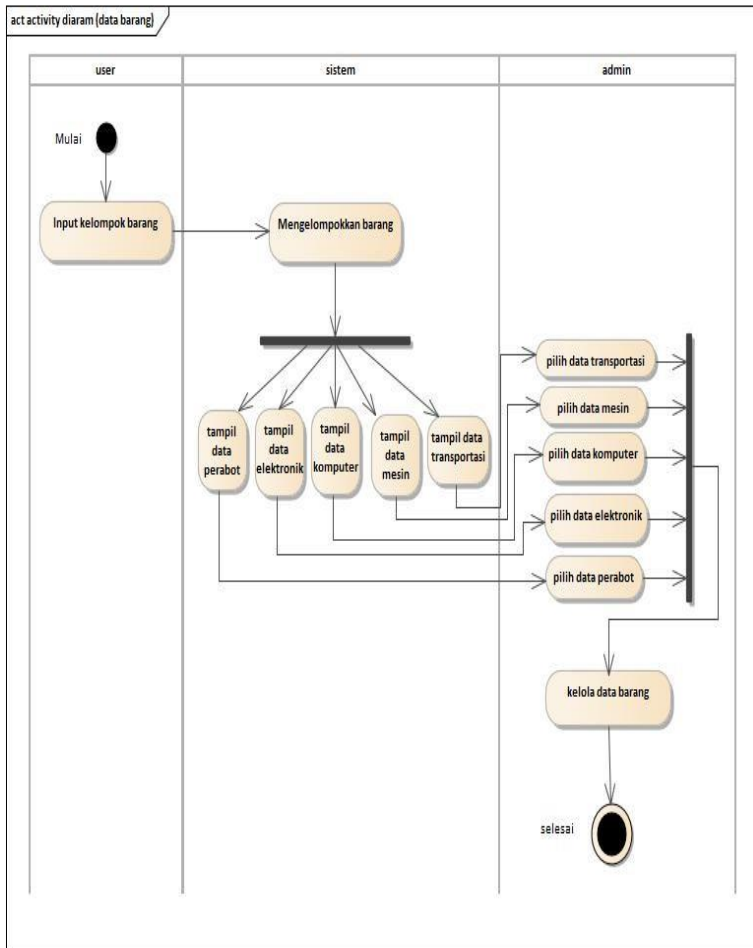 act activity diaram (data barang)
user
sistem
admin
Mulai
Input kelompok barang
Mengelompokkan barang
tampil
data
perabot
tampil
data
elektronik
tampil
data
komputer
tampil
data
mesin
tampil data
transportasi
pilih data transportasi
pilih data mesin
pilih data komputer
pilih data elektronik
pilih data perabot
kelola data barang
selesai